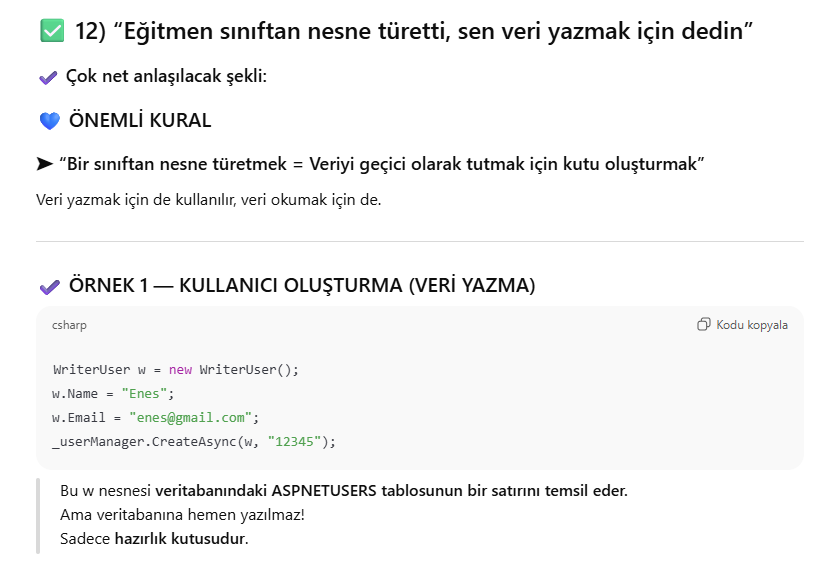 ✅ 12) “Eğitmen sınıftan nesne türetti, sen veri yazmak için dedin”
✔ Çok net anlaşılacak şekli:
💙 ÖNEMLİ KURAL
➤ “Bir sınıftan nesne türetmek = Veriyi geçici olarak tutmak için kutu oluşturmak”
Veri yazmak için de kullanılır, veri okumak için de.
✔ ÖRNEK 1 — KULLANICI OLUŞTURMA (VERİ YAZMA)
csharp
Kodu kopyala
WriterUser w = new WriterUser();
w.Name = "Enes";
w.Email = "enes@gmail.com";
_userManager.CreateAsync(w, "12345");
Bu w nesnesi veritabanındaki ASPNETUSERS tablosunun bir satırını temsil eder.
Ama veritabanına hemen yazılmaz!
Sadece hazırlık kutusudur.